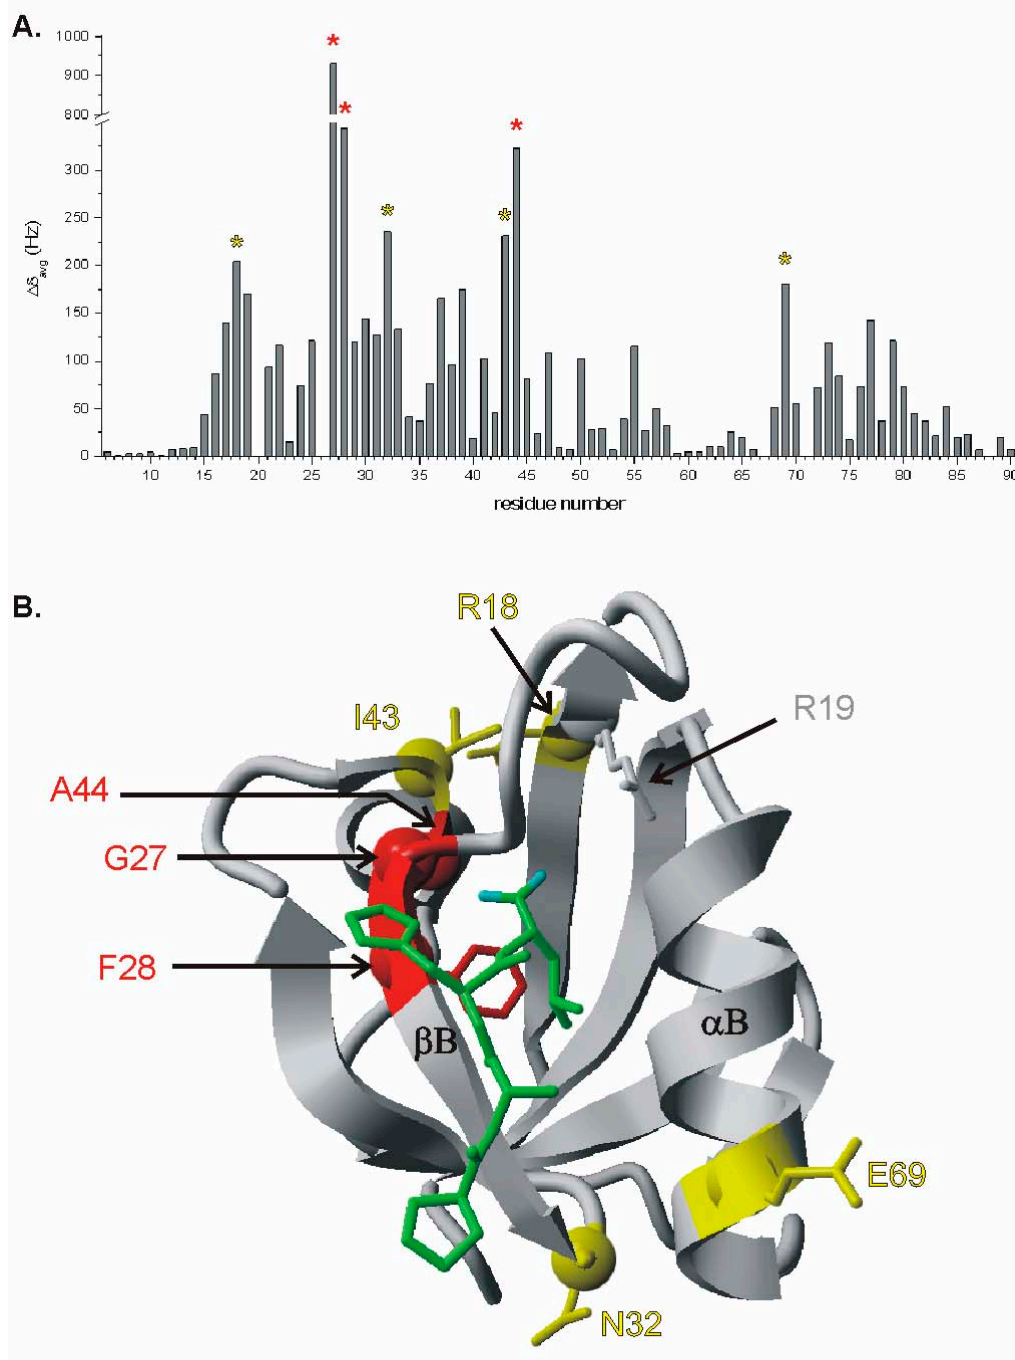 A.
1000
900
800
300
250
200
150
100
50
0
Δδavg (Hz)
* * * * * * *
10 15 20 25 30 35 40 45 50 55 60 65 70 75 80 85 90
residue number
B.
R18
I43
R19
A44
G27
F28
βB
αB
E69
N32